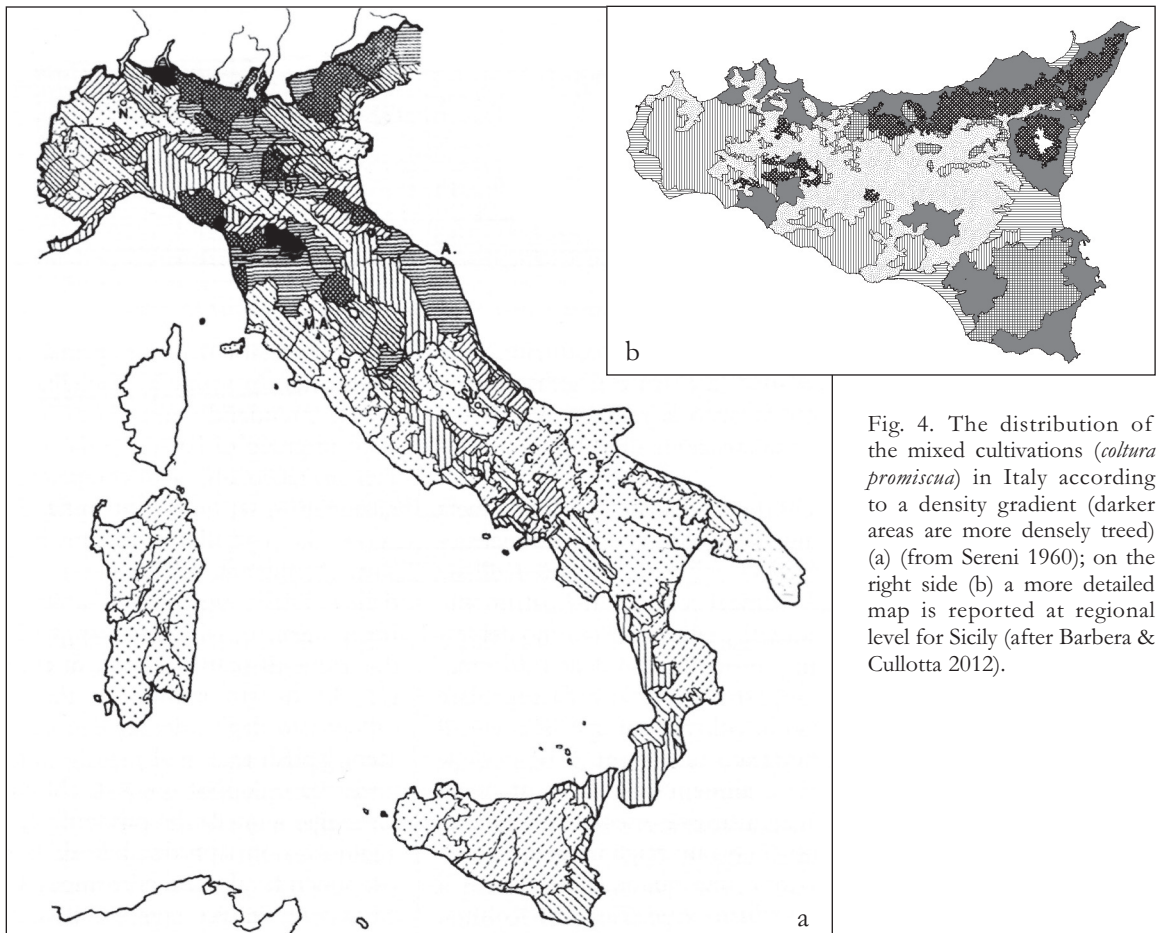 M.
N.
A.
M.A.
C.
F.
S.
a
b
Fig. 4. The distribution of
the mixed cultivations (coltura
promiscua) in Italy according
to a density gradient (darker
areas are more densely treed)
(a) (from Sereni 1960); on the
right side (b) a more detailed
map is reported at regional
level for Sicily (after Barbera &
Cullotta 2012).